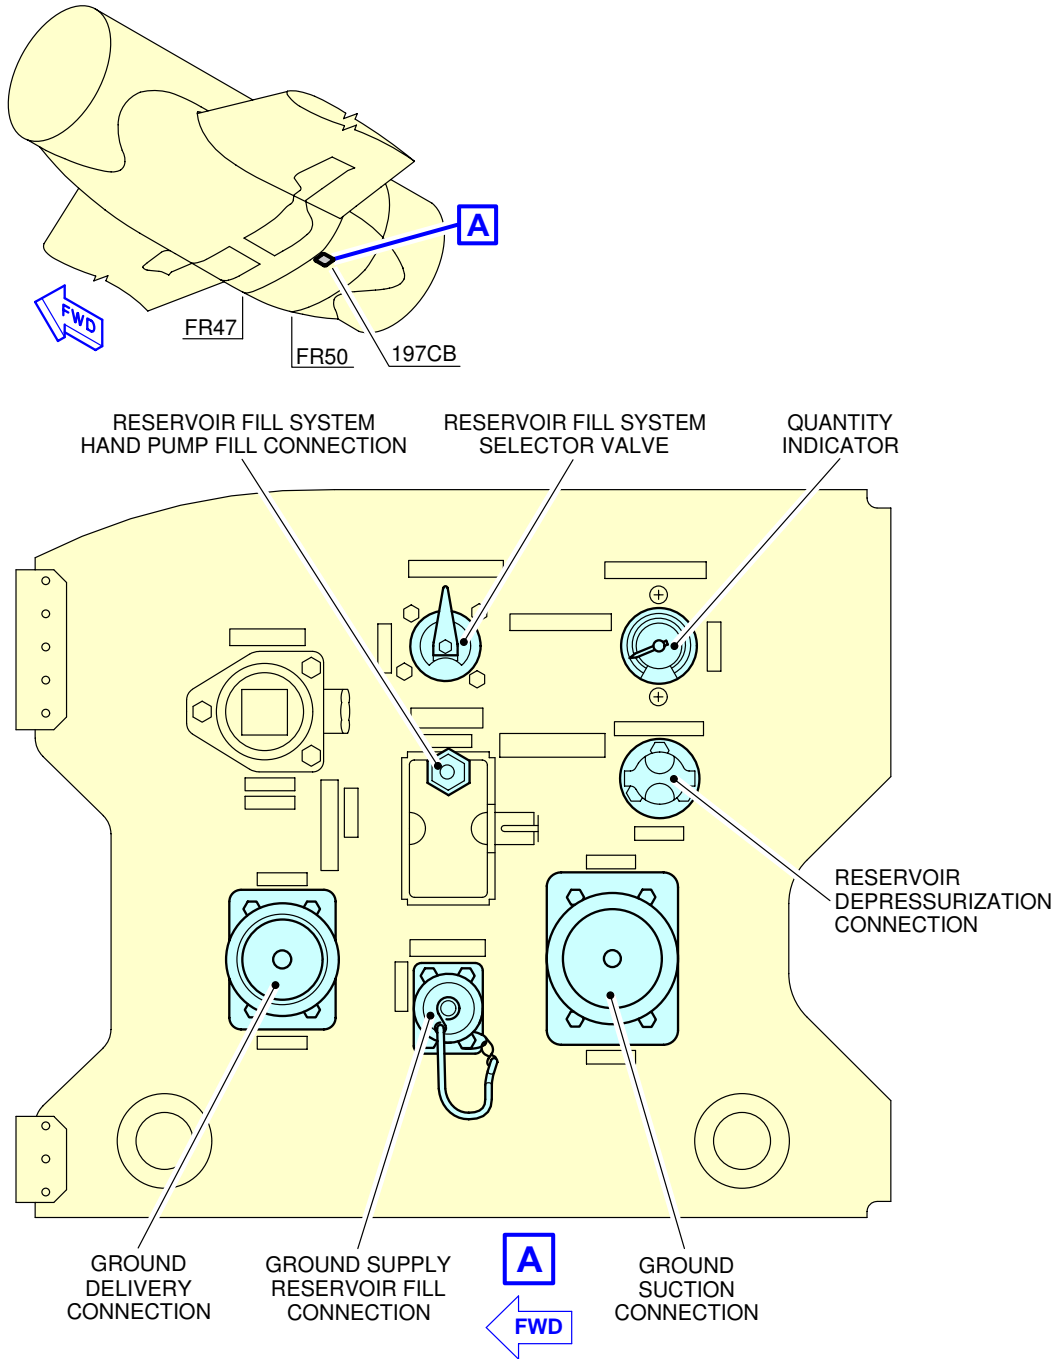 A
FWD
FR47
FR50
197CB
RESERVOIR FILL SYSTEM
HAND PUMP FILL CONNECTION
RESERVOIR FILL SYSTEM
SELECTOR VALVE
QUANTITY
INDICATOR
RESERVOIR
DEPRESSURIZATION
CONNECTION
GROUND
DELIVERY
CONNECTION
GROUND SUPPLY
RESERVOIR FILL
CONNECTION
GROUND
SUCTION
CONNECTION
A
FWD